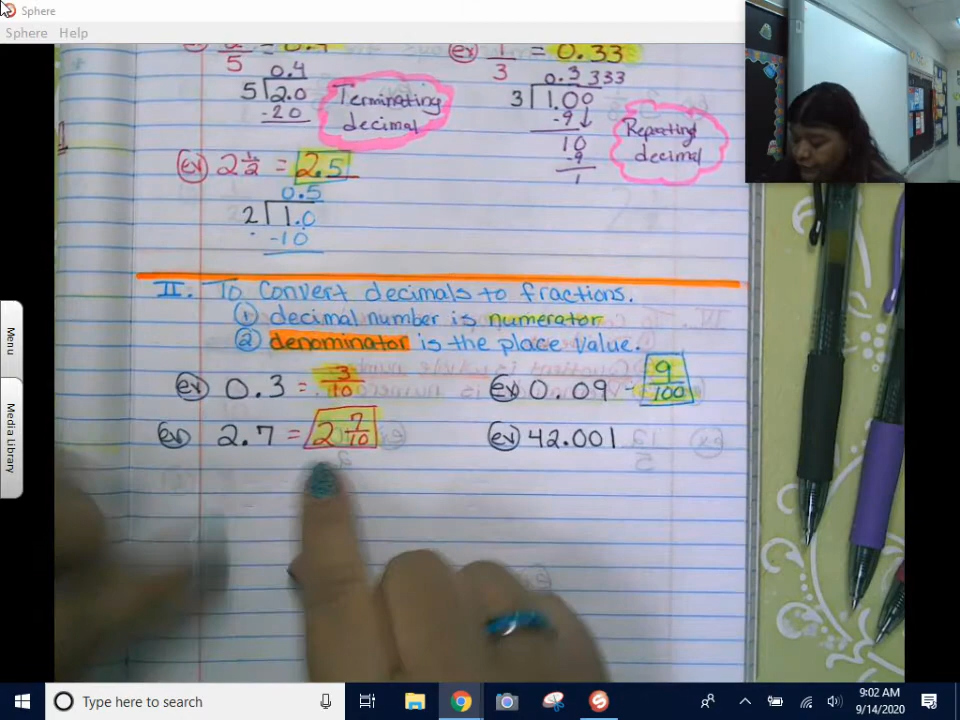 Sphere
Sphere Help
5 = 0.4
0.4
5 2.0
-20
Terminating
decimal
ex 1/3 = 0.33
0.3 333
3 1.00
-9
10
-9
1
Repeating
decimal
ex 2 1/2 = 2.5
0.5
2 1.0
-10
II. To Convert decimals to fractions.
① decimal number is numerator
② denominator is the place value.
ex 0.3 = 3/10
ex 0.09 - 9/100
ex 2.7 = 2 7/10
ex 42.001
Menu
Media Library
Type here to search
9:02 AM
9/14/2020